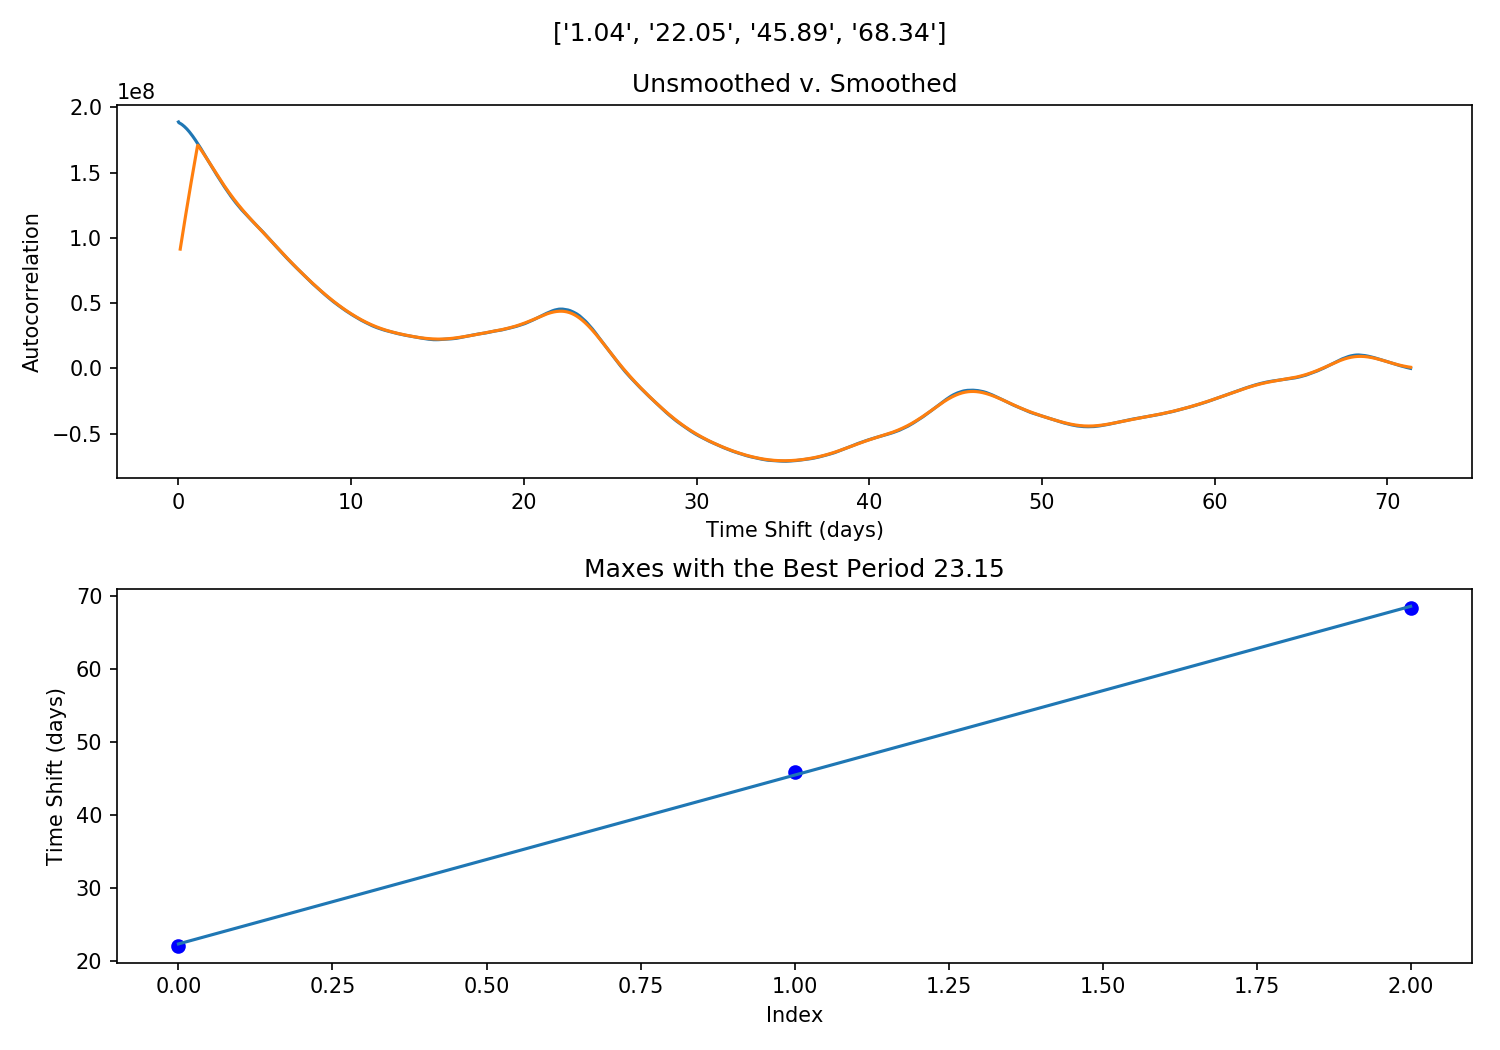 ['1.04', '22.05', '45.89', '68.34']
Unsmoothed v. Smoothed
1e8
2.0
1.5
1.0
0.5
0.0
−0.5
Autocorrelation
0 10 20 30 40 50 60 70
Time Shift (days)
Maxes with the Best Period 23.15
70
60
50
40
30
20
Time Shift (days)
0.00 0.25 0.50 0.75 1.00 1.25 1.50 1.75 2.00
Index